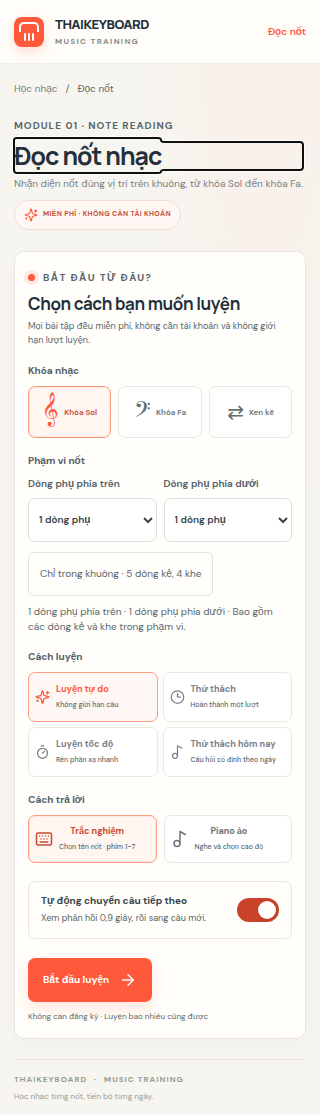 THAIKEYBOARD
MUSIC TRAINING
Đọc nốt
Học nhạc / Đọc nốt
MODULE 01 · NOTE READING
Đọc nốt nhạc
Nhận diện nốt đúng vị trí trên khuông, từ khóa Sol đến khóa Fa.
MIỄN PHÍ · KHÔNG CẦN TÀI KHOẢN
BẮT ĐẦU TỪ ĐÂU?
Chọn cách bạn muốn luyện
Mọi bài tập đều miễn phí, không cần tài khoản và không giới
hạn lượt luyện.
Khóa nhạc
Khóa Sol
Khóa Fa
Xen kẽ
Phạm vi nốt
Dòng phụ phía trên
Dòng phụ phía dưới
1 dòng phụ
1 dòng phụ
Chỉ trong khuông · 5 dòng kẻ, 4 khe
1 dòng phụ phía trên · 1 dòng phụ phía dưới · Bao gồm
các dòng kẻ và khe trong phạm vi.
Cách luyện
Luyện tự do
Không giới hạn câu
Thử thách
Hoàn thành một lượt
Luyện tốc độ
Rèn phản xạ nhanh
Thử thách hôm nay
Câu hỏi cố định theo ngày
Cách trả lời
Trắc nghiệm
Chọn tên nốt · phím 1–7
Piano ảo
Nghe và chọn cao độ
Tự động chuyển câu tiếp theo
Xem phản hồi 0,9 giây, rồi sang câu mới.
Bắt đầu luyện
Không cần đăng ký · Luyện bao nhiêu cũng được
THAIKEYBOARD · MUSIC TRAINING
Học nhạc từng nốt, tiến bộ từng ngày.